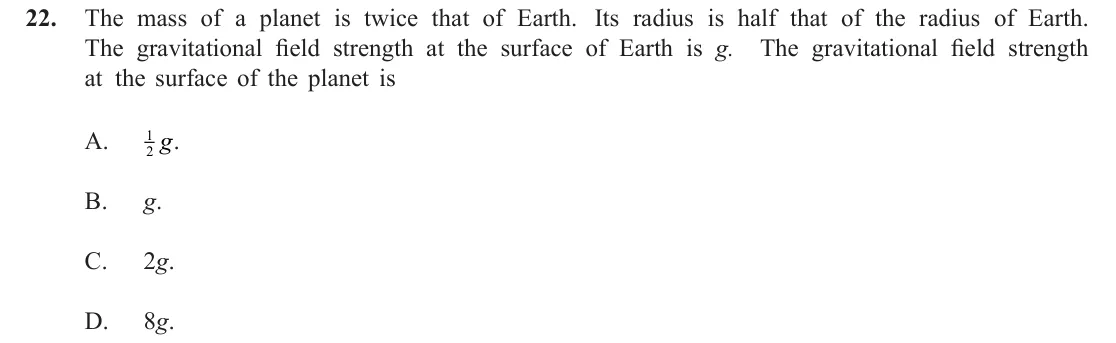 22. The mass of a planet is twice that of Earth. Its radius is half that of the radius of Earth.
The gravitational field strength at the surface of Earth is g. The gravitational field strength
at the surface of the planet is
A. ½ g.
B. g.
C. 2g.
D. 8g.